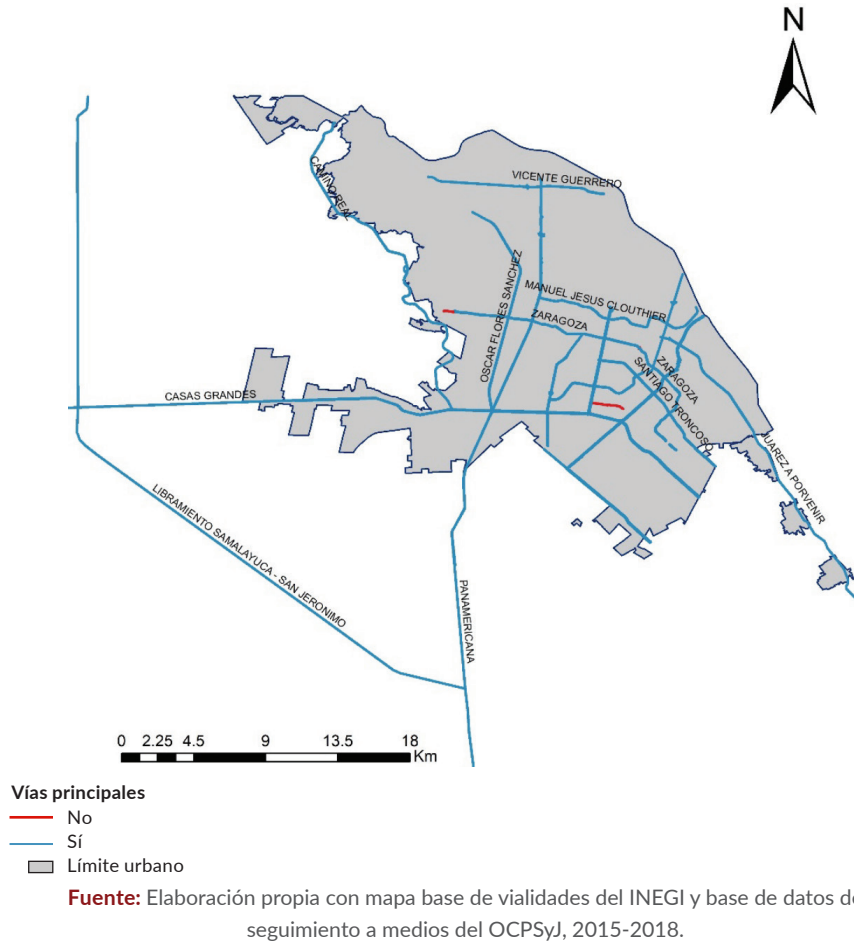 N
VICENTE GUERRERO
CAMINO REAL
OSCAR FLORES SANCHEZ
MANUEL JESUS CLOUTHIER
ZARAGOZA
ZARAGOZA
SANTIAGO TRONCOSO
CASAS GRANDES
JUAREZ A PORVENIR
LIBRAMIENTO SAMALAYUCA - SAN JERONIMO
PANAMERICANA
0 2.25 4.5 9 13.5 18
Km
Vías principales
No
Sí
Límite urbano
Fuente: Elaboración propia con mapa base de vialidades del INEGI y base de datos de
seguimiento a medios del OCPSyJ, 2015-2018.